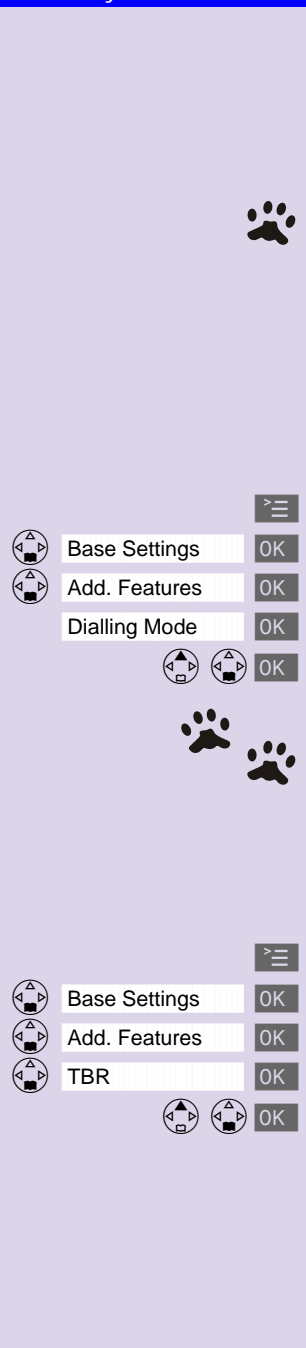 Base Settings OK
Add. Features OK
Dialling Mode OK
OK
Base Settings OK
Add. Features OK
TBR OK
OK